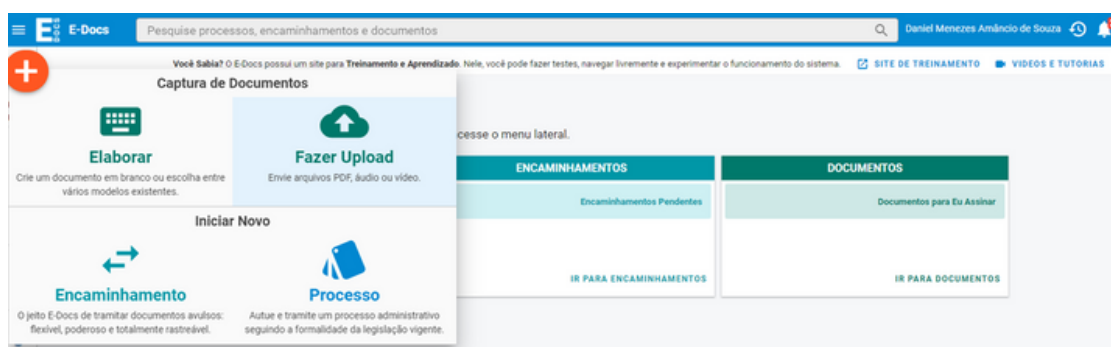 E-DOCS E-Docs Pesquise processos, encaminhamentos e documentos Daniel Menezes Amâncio de Souza
Você Sabia? O E-Docs possui um site para Treinamento e Aprendizado. Nele, você pode fazer testes, navegar livremente e experimentar o funcionamento do sistema. SITE DE TREINAMENTO VIDEOS E TUTORIAS
Captura de Documentos
Elaborar
Crie um documento em branco ou escolha entre
vários modelos existentes.
Fazer Upload
Envie arquivos PDF, áudio ou vídeo.
Iniciar Novo
Encaminhamento
O jeito E-Docs de tramitar documentos avulsos:
flexível, poderoso e totalmente rastreável.
Processo
Autue e tramite um processo administrativo
seguindo a formalidade da legislação vigente.
cesse o menu lateral.
ENCAMINHAMENTOS
Encaminhamentos Pendentes
IR PARA ENCAMINHAMENTOS
DOCUMENTOS
Documentos para Eu Assinar
IR PARA DOCUMENTOS